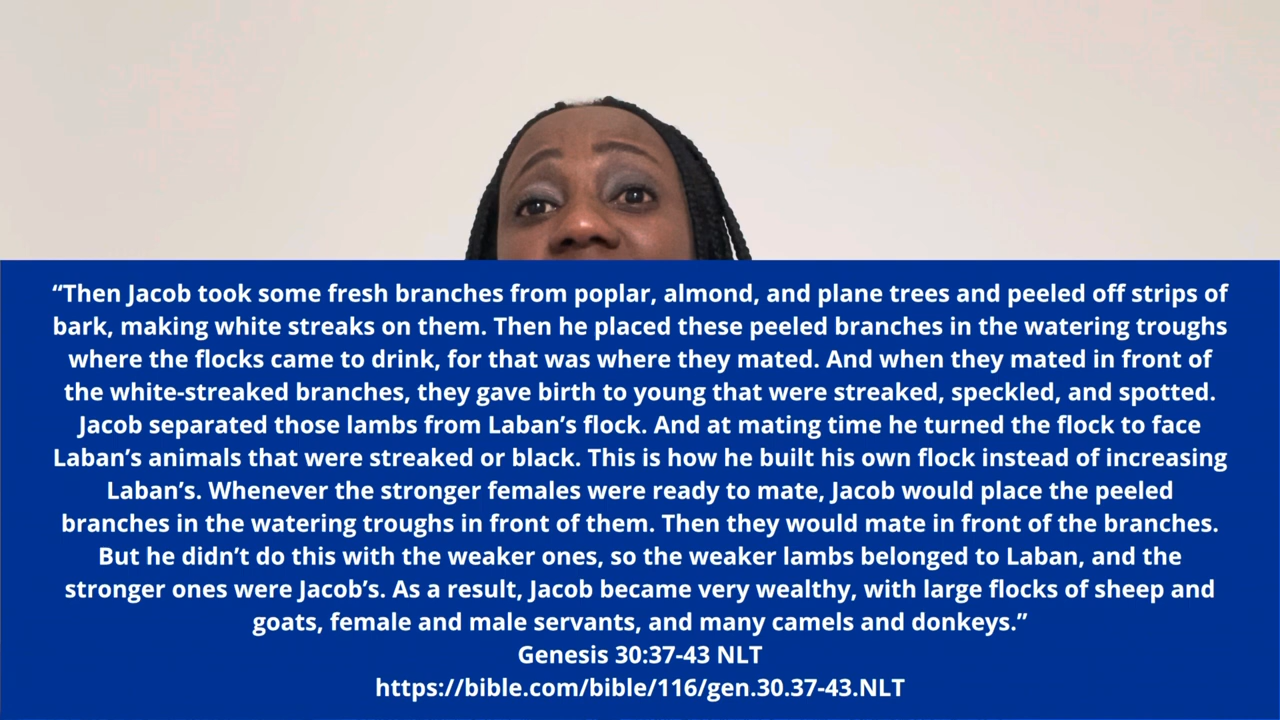 “Then Jacob took some fresh branches from poplar, almond, and plane trees and peeled off strips of
bark, making white streaks on them. Then he placed these peeled branches in the watering troughs
where the flocks came to drink, for that was where they mated. And when they mated in front of
the white-streaked branches, they gave birth to young that were streaked, speckled, and spotted.
Jacob separated those lambs from Laban’s flock. And at mating time he turned the flock to face
Laban’s animals that were streaked or black. This is how he built his own flock instead of increasing
Laban’s. Whenever the stronger females were ready to mate, Jacob would place the peeled
branches in the watering troughs in front of them. Then they would mate in front of the branches.
But he didn’t do this with the weaker ones, so the weaker lambs belonged to Laban, and the
stronger ones were Jacob’s. As a result, Jacob became very wealthy, with large flocks of sheep and
goats, female and male servants, and many camels and donkeys.”
Genesis 30:37-43 NLT
https://bible.com/bible/116/gen.30.37-43.NLT